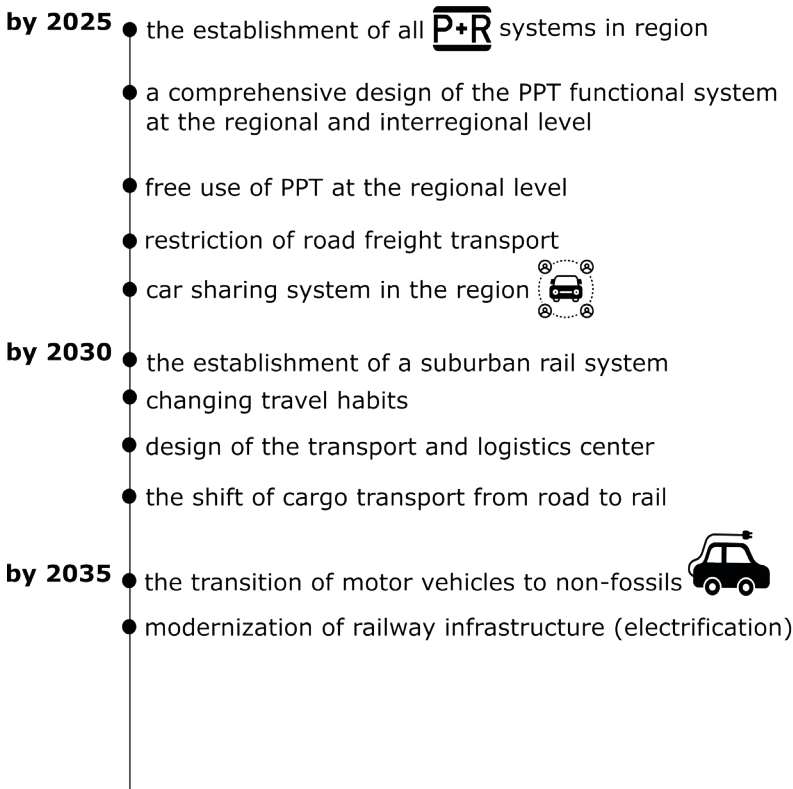 by 2025
the establishment of all P+R systems in region
a comprehensive design of the PPT functional system
at the regional and interregional level
free use of PPT at the regional level
restriction of road freight transport
car sharing system in the region
by 2030
the establishment of a suburban rail system
changing travel habits
design of the transport and logistics center
the shift of cargo transport from road to rail
by 2035
the transition of motor vehicles to non-fossils
modernization of railway infrastructure (electrification)